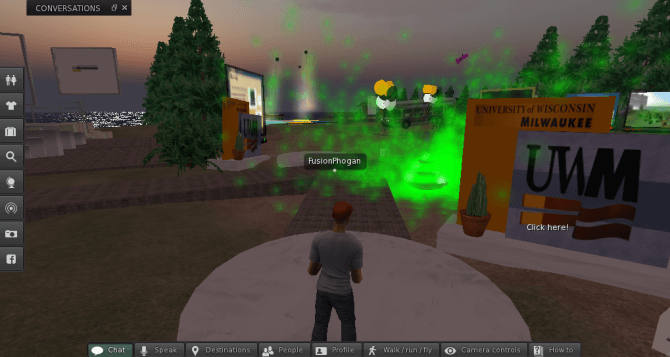 CONVERSATIONS
FusionPhogan
UNIVERSITY of WISCONSIN
MILWAUKEE
UWM
Click here!
Chat
Speak
Destinations
People
Profile
Walk / run / fly
Camera controls
How to